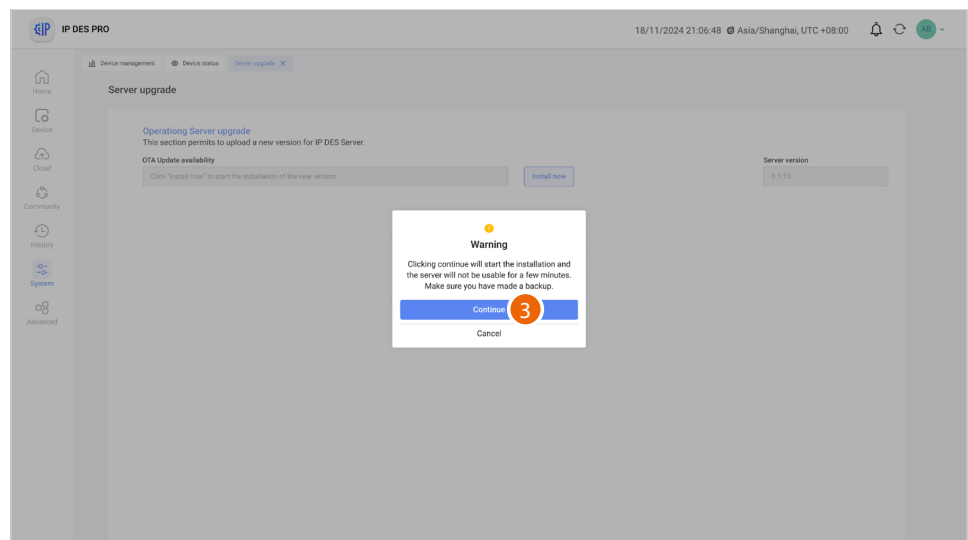 IP DES PRO
18/11/2024 21:06:48 Asia/Shanghai, UTC +08:00
AB
Device management Device status Server upgrade
Home
Server upgrade
Device
Operationg Server upgrade
This section permits to upload a new version for IP DES Server.
OTA Update availability
Server version
Click "Install now" to start the installation of the new version.
Install now
3.1.15
Cloud
Community
History
System
Advanced
Warning
Clicking continue will start the installation and
the server will not be usable for a few minutes.
Make sure you have made a backup.
Continue
3
Cancel